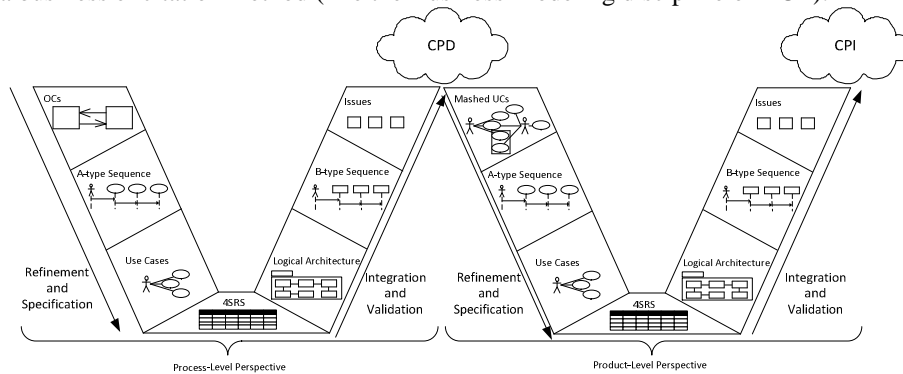 CPD
CPI
OCs
Issues
Mashed UCs
Issues
A-type Sequence
B-type Sequence
A-type Sequence
B-type Sequence
Use Cases
Logical Architecture
Use Cases
Logical Architecture
Refinement
and
Specification
4SRS
Integration
and
Validation
Refinement
and
Specification
4SRS
Integration
and
Validation
Process-Level Perspective
Product-Level Perspective